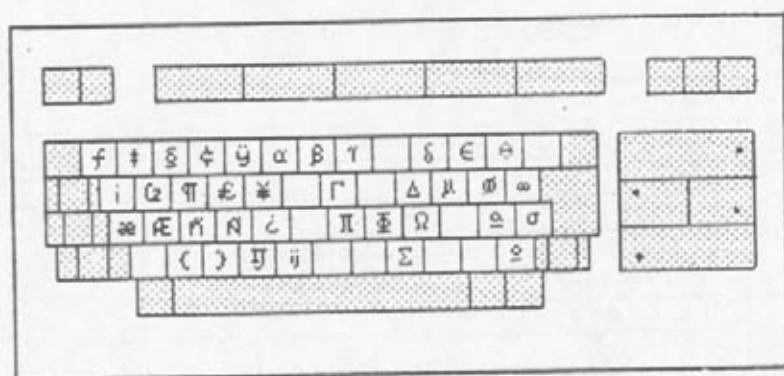 ƒ ‡ § ¢ ÿ α β γ δ ∈
¡ ¶ £ ¥ Γ Δ μ ∞
æ Æ ñ Ñ ¿ Π Φ Ω ª σ
IJ ij Σ º